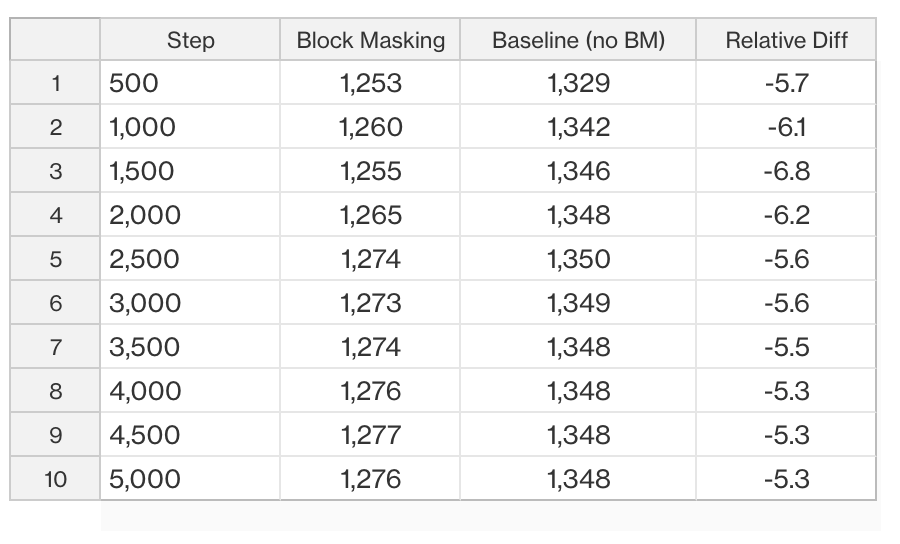 Step Block Masking Baseline (no BM) Relative Diff
1 500 1,253 1,329 -5.7
2 1,000 1,260 1,342 -6.1
3 1,500 1,255 1,346 -6.8
4 2,000 1,265 1,348 -6.2
5 2,500 1,274 1,350 -5.6
6 3,000 1,273 1,349 -5.6
7 3,500 1,274 1,348 -5.5
8 4,000 1,276 1,348 -5.3
9 4,500 1,277 1,348 -5.3
10 5,000 1,276 1,348 -5.3